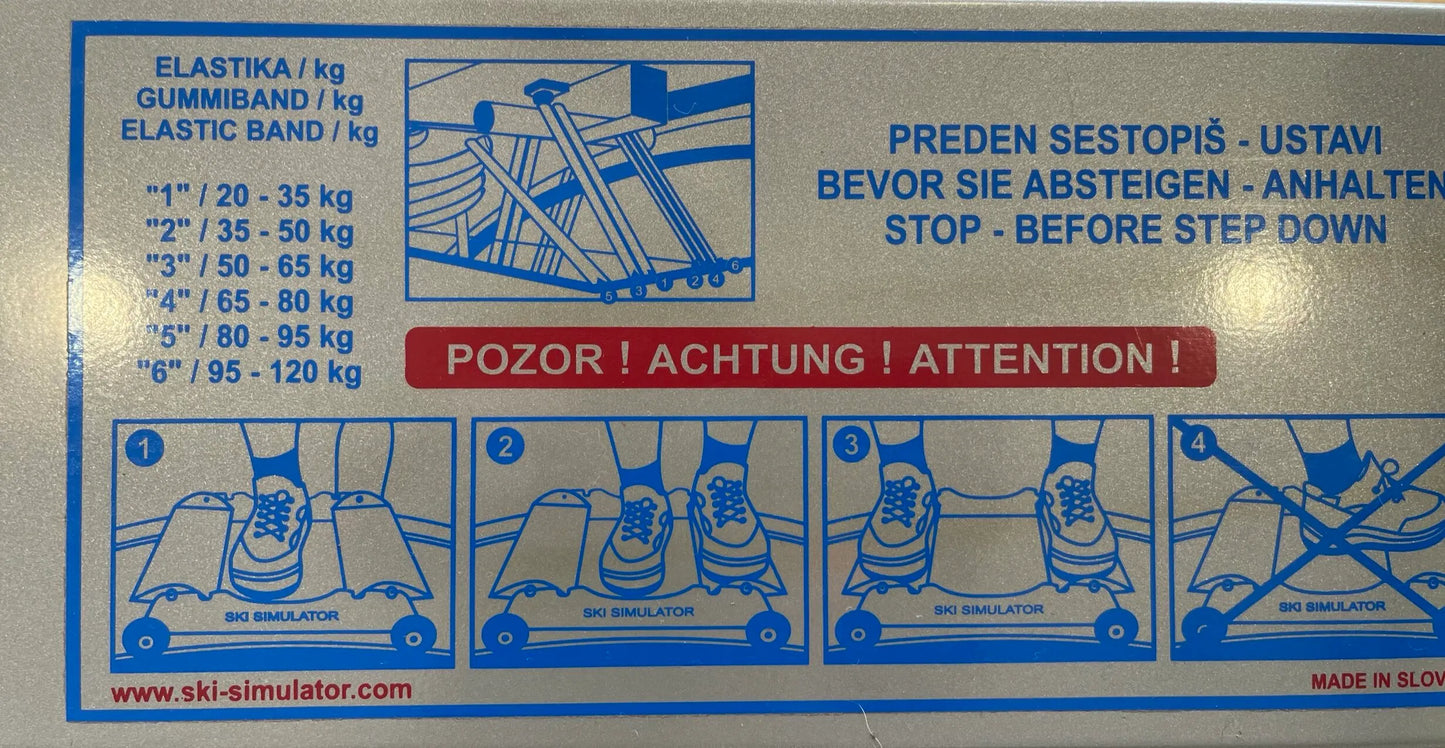 ELASTIKA / kg
GUMMIBAND / kg
ELASTIC BAND / kg
"1" / 20 - 35 kg
"2" / 35 - 50 kg
"3" / 50 - 65 kg
"4" / 65 - 80 kg
"5" / 80 - 95 kg
"6" / 95 - 120 kg
5 3 1 2 4 6
PREDEN SESTOPIŠ - USTAVI
BEVOR SIE ABSTEIGEN - ANHALTEN
STOP - BEFORE STEP DOWN
POZOR ! ACHTUNG ! ATTENTION !
1
SKI SIMULATOR
2
SKI SIMULATOR
3
SKI SIMULATOR
4
SKI SIMULATOR
www.ski-simulator.com
MADE IN SLOV